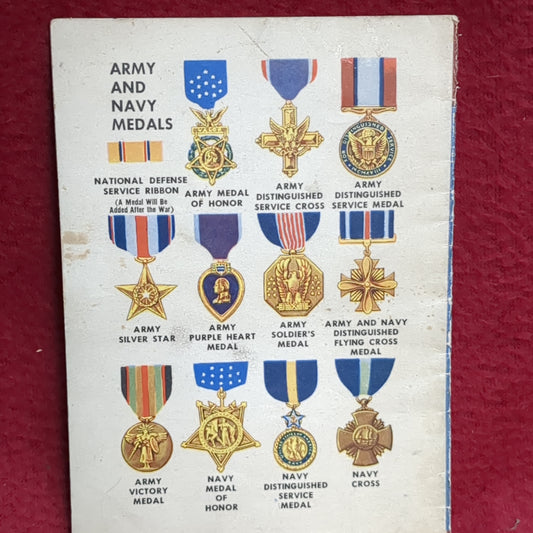 ARMY
AND
NAVY
MEDALS
NATIONAL DEFENSE
SERVICE RIBBON
(A Medal Will Be
Added After the War)
VALOR
ARMY MEDAL
OF HONOR
ARMY
DISTINGUISHED
SERVICE CROSS
ARMY
DISTINGUISHED
SERVICE MEDAL
ARMY
SILVER STAR
ARMY
PURPLE HEART
MEDAL
ARMY
SOLDIER'S
MEDAL
ARMY AND NAVY
DISTINGUISHED
FLYING CROSS
MEDAL
ARMY
VICTORY
MEDAL
NAVY
MEDAL
OF
HONOR
NAVY
DISTINGUISHED
SERVICE
MEDAL
NAVY
CROSS